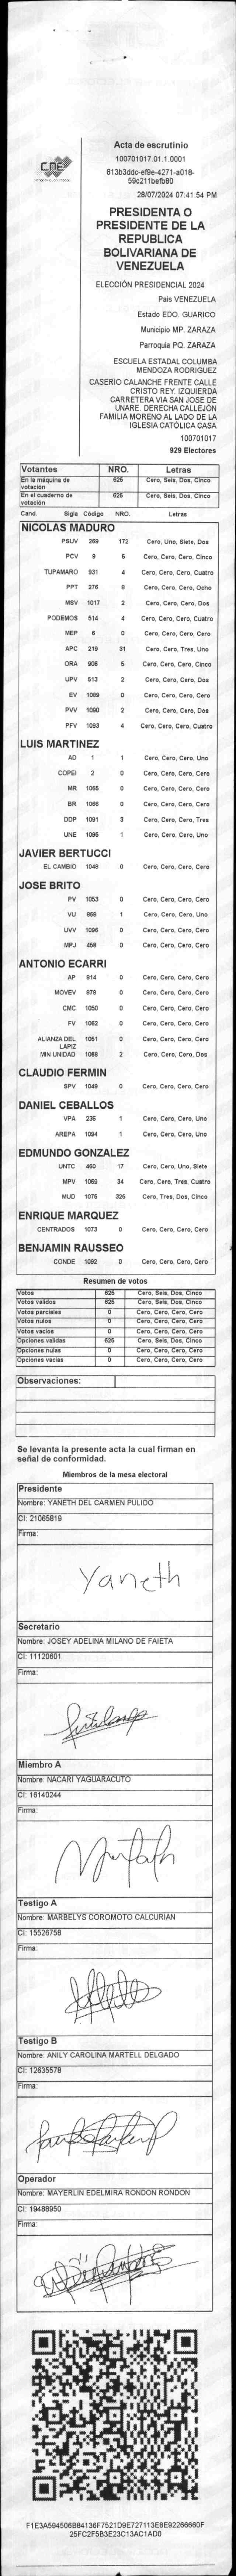 CNE
Acta de escrutinio
100701017.01.1.0001
813b3ddc-ef9e-4271-a018-
59c211befb80
28/07/2024 07:41:54 PM
PRESIDENTA O
PRESIDENTE DE LA
REPUBLICA
BOLIVARIANA DE
VENEZUELA
ELECCIÓN PRESIDENCIAL 2024
Pais VENEZUELA
Estado EDO. GUARICO
Municipio MP. ZARAZA
Parroquia PQ. ZARAZA
ESCUELA ESTADAL COLUMBA
MENDOZA RODRIGUEZ
CASERIO CALANCHE FRENTE CALLE
CRISTO REY. IZQUIERDA
CARRETERA VIA SAN JOSE DE
UNARE. DERECHA CALLEJÓN
FAMILIA MORENO AL LADO DE LA
IGLESIA CATÓLICA CASA
100701017
929 Electores
Votantes NRO. Letras
En la máquina de votación 625 Cero, Seis, Dos, Cinco
En el cuaderno de votación 625 Cero, Seis, Dos, Cinco
Cand. Sigla Código NRO. Letras
NICOLAS MADURO
PSUV 269 172 Cero, Uno, Siete, Dos
PCV 9 5 Cero, Cero, Cero, Cinco
TUPAMARO 931 4 Cero, Cero, Cero, Cuatro
PPT 276 8 Cero, Cero, Cero, Ocho
MSV 1017 2 Cero, Cero, Cero, Dos
PODEMOS 514 4 Cero, Cero, Cero, Cuatro
MEP 6 0 Cero, Cero, Cero, Cero
APC 219 31 Cero, Cero, Tres, Uno
ORA 906 5 Cero, Cero, Cero, Cinco
UPV 513 2 Cero, Cero, Cero, Dos
EV 1089 0 Cero, Cero, Cero, Cero
PVV 1090 2 Cero, Cero, Cero, Dos
PFV 1093 4 Cero, Cero, Cero, Cuatro
LUIS MARTINEZ
AD 1 1 Cero, Cero, Cero, Uno
COPEI 2 0 Cero, Cero, Cero, Cero
MR 1065 0 Cero, Cero, Cero, Cero
BR 1066 0 Cero, Cero, Cero, Cero
DDP 1091 3 Cero, Cero, Cero, Tres
UNE 1095 1 Cero, Cero, Cero, Uno
JAVIER BERTUCCI
EL CAMBIO 1048 0 Cero, Cero, Cero, Cero
JOSE BRITO
PV 1053 0 Cero, Cero, Cero, Cero
VU 868 1 Cero, Cero, Cero, Uno
UVV 1096 0 Cero, Cero, Cero, Cero
MPJ 458 0 Cero, Cero, Cero, Cero
ANTONIO ECARRI
AP 914 0 Cero, Cero, Cero, Cero
MOVEV 879 0 Cero, Cero, Cero, Cero
CMC 1050 0 Cero, Cero, Cero, Cero
FV 1062 0 Cero, Cero, Cero, Cero
ALIANZA DEL LAPIZ 1051 0 Cero, Cero, Cero, Cero
MIN UNIDAD 1068 2 Cero, Cero, Cero, Dos
CLAUDIO FERMIN
SPV 1049 0 Cero, Cero, Cero, Cero
DANIEL CEBALLOS
VPA 236 1 Cero, Cero, Cero, Uno
AREPA 1094 1 Cero, Cero, Cero, Uno
EDMUNDO GONZALEZ
UNTC 460 17 Cero, Cero, Uno, Siete
MPV 1069 34 Cero, Cero, Tres, Cuatro
MUD 1075 325 Cero, Tres, Dos, Cinco
ENRIQUE MARQUEZ
CENTRADOS 1073 0 Cero, Cero, Cero, Cero
BENJAMIN RAUSSEO
CONDE 1092 0 Cero, Cero, Cero, Cero
Resumen de votos
Votos 625 Cero, Seis, Dos, Cinco
Votos validos 625 Cero, Seis, Dos, Cinco
Votos parciales 0 Cero, Cero, Cero, Cero
Votos nulos 0 Cero, Cero, Cero, Cero
Votos vacios 0 Cero, Cero, Cero, Cero
Opciones validas 625 Cero, Seis, Dos, Cinco
Opciones nulas 0 Cero, Cero, Cero, Cero
Opciones vacias 0 Cero, Cero, Cero, Cero
Observaciones:
Se levanta la presente acta la cual firman en
señal de conformidad.
Miembros de la mesa electoral
Presidente
Nombre: YANETH DEL CARMEN PULIDO
CI: 21065819
Firma:
Yaneth
Secretario
Nombre: JOSEY ADELINA MILANO DE FAIETA
CI: 11120601
Firma:
Miembro A
Nombre: NACARI YAGUARACUTO
CI: 16140244
Firma:
Testigo A
Nombre: MARBELYS COROMOTO CALCURIAN
CI: 15526758
Firma:
Testigo B
Nombre: ANILY CAROLINA MARTELL DELGADO
CI: 12635578
Firma:
Operador
Nombre: MAYERLIN EDELMIRA RONDON RONDON
CI: 19488950
Firma:
F1E3A594506B84136F7521D9E727113E8E92266660F
25FC2F5B3E23C13AC1AD0